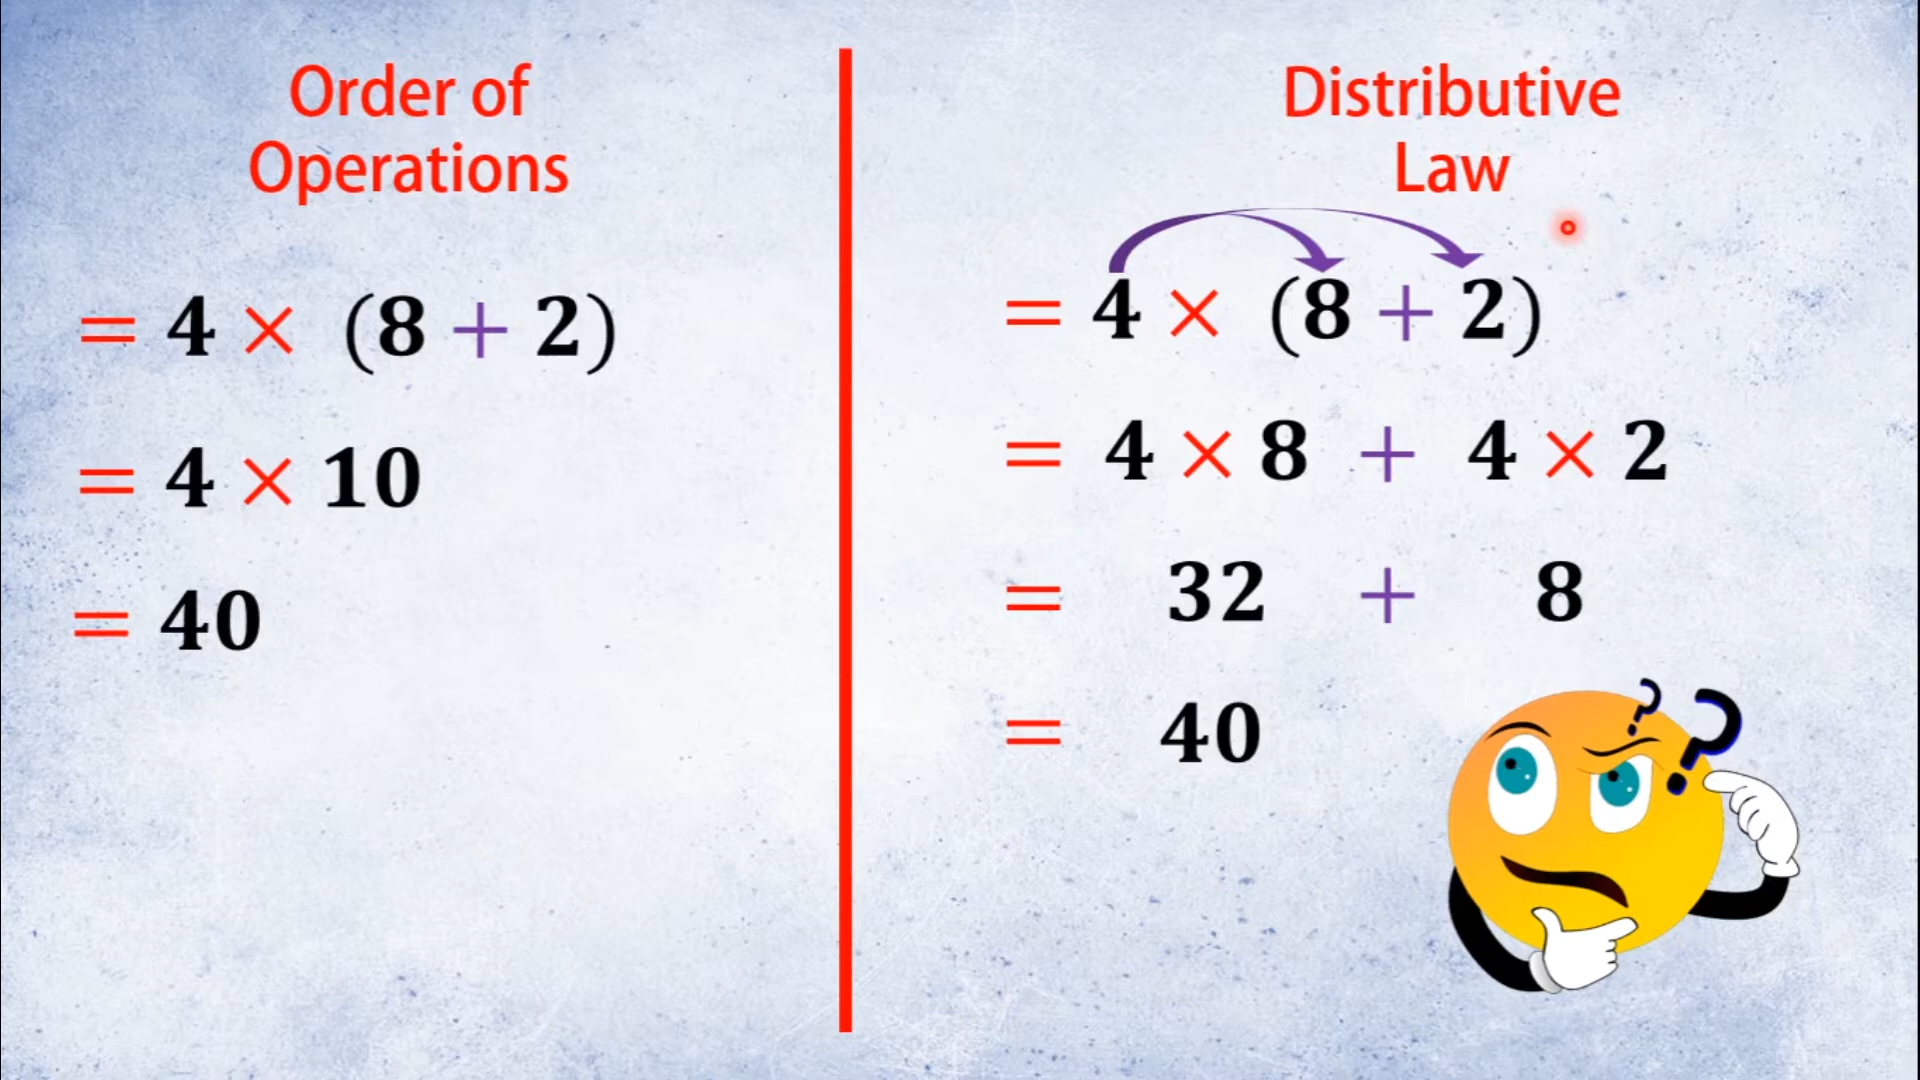 Order of
Operations
= 4 × (8 + 2)
= 4 × 10
= 40
Distributive
Law
= 4 × (8 + 2)
= 4 × 8 + 4 × 2
= 32 + 8
= 40
? ?